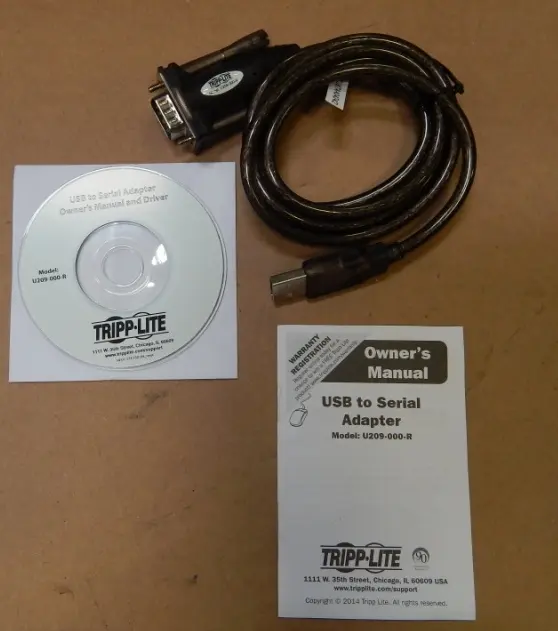 TRIPP·LITE
USB to Serial Adapter
Owner's Manual and Driver
Model:
U209-000-R
TRIPP·LITE
1111 W. 35th Street, Chicago, IL 60609
www.tripplite.com/support
WARRANTY
REGISTRATION
Owner's
Manual
USB to Serial
Adapter
Model: U209-000-R
TRIPP·LITE
1111 W. 35th Street, Chicago, IL 60609 USA
www.tripplite.com/support
Copyright © 2014 Tripp Lite. All rights reserved.